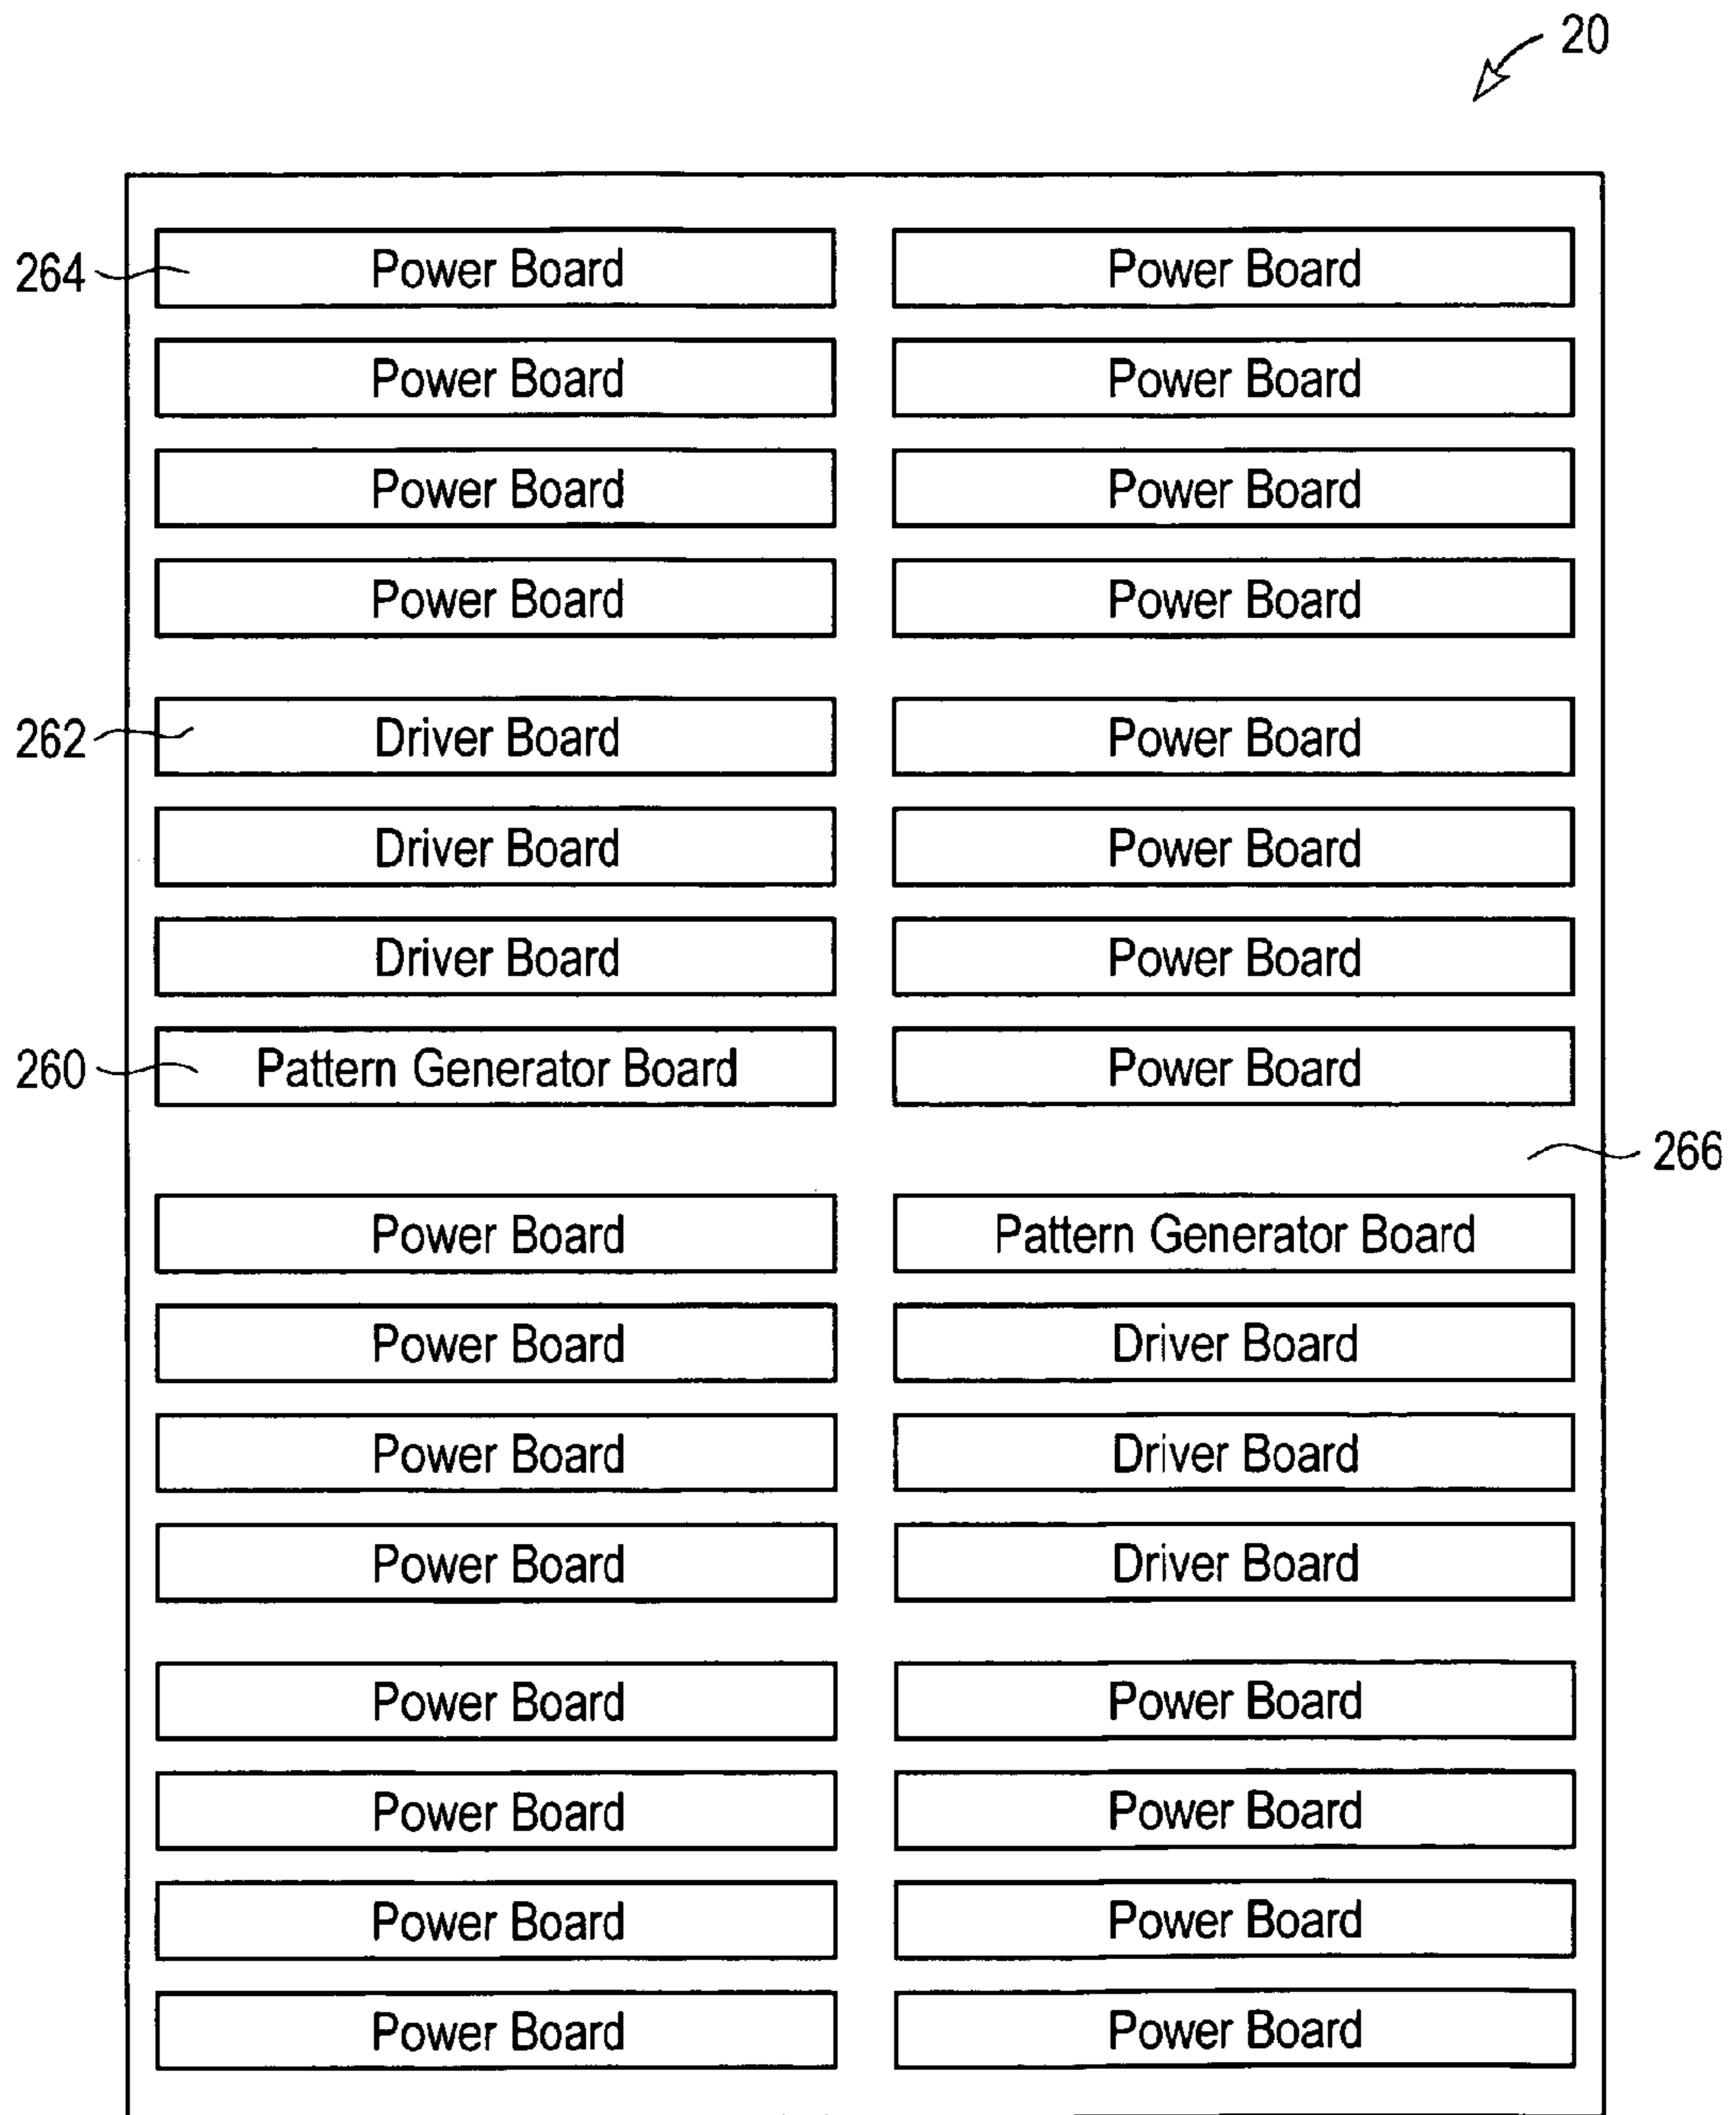 20
264 Power Board Power Board
Power Board Power Board
Power Board Power Board
Power Board Power Board
262 Driver Board Power Board
Driver Board Power Board
Driver Board Power Board
260 Pattern Generator Board Power Board
266
Power Board Pattern Generator Board
Power Board Driver Board
Power Board Driver Board
Power Board Driver Board
Power Board Power Board
Power Board Power Board
Power Board Power Board
Power Board Power Board